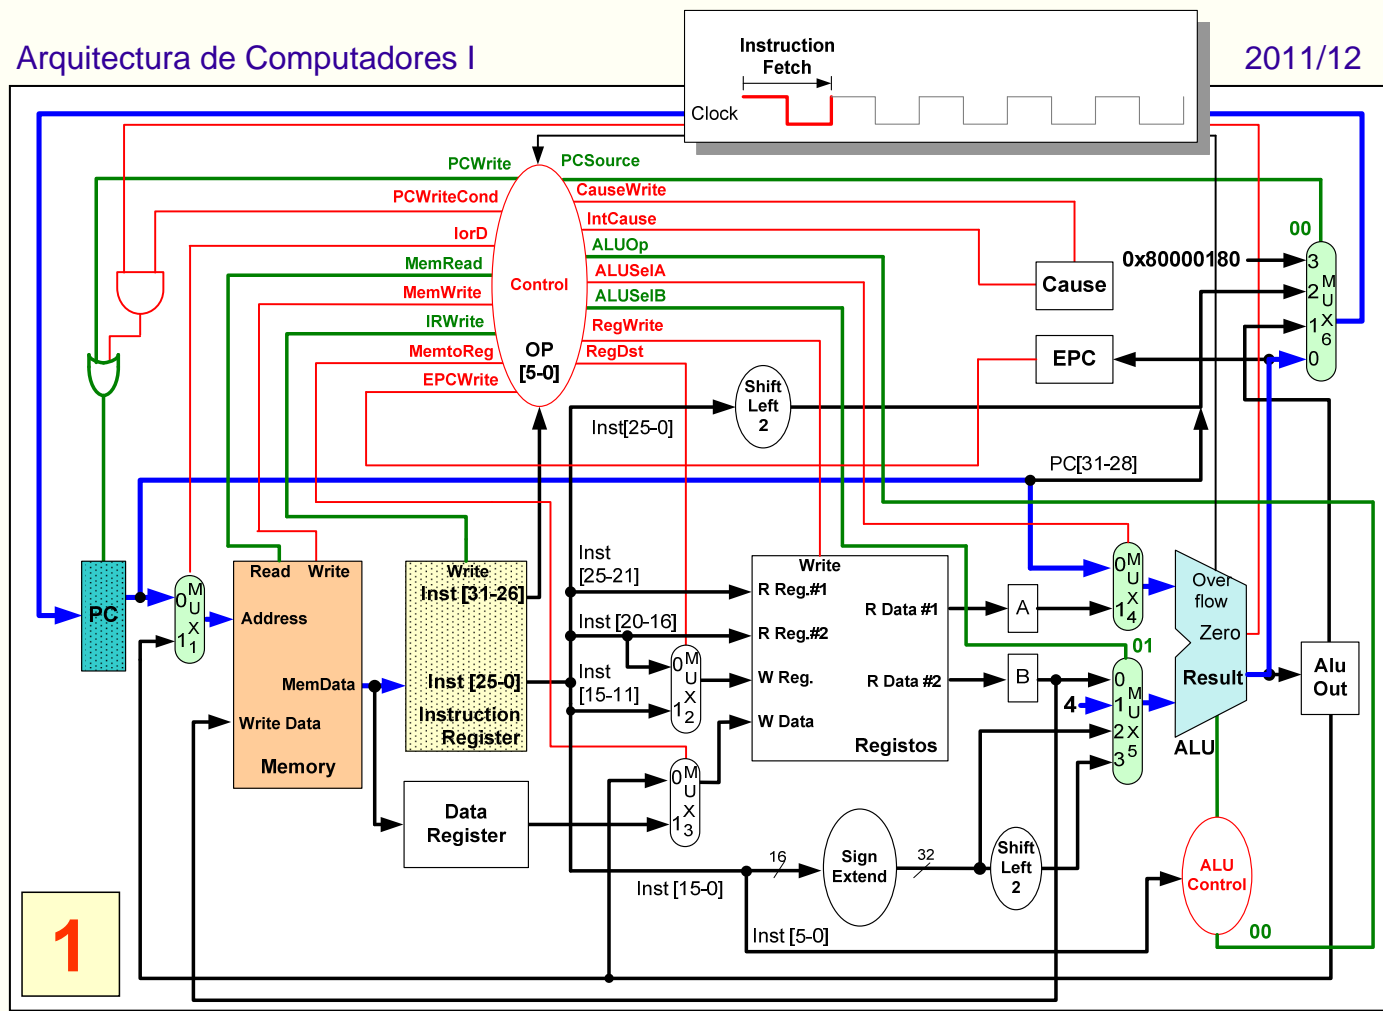 Arquitectura de Computadores I
2011/12
Instruction
Fetch
Clock
PCWrite
PCSource
PCWriteCond
CauseWrite
IorD
IntCause
MemRead
ALUOp
MemWrite
ALUSelA
IRWrite
ALUSelB
MemtoReg
RegWrite
EPCWrite
RegDst
Control
OP
[5-0]
00
0x80000180
3
2
1
0
M
U
X
6
Cause
EPC
Shift
Left
2
Inst[25-0]
PC[31-28]
PC
0
1
M
U
X
1
Read Write
Address
MemData
Write Data
Memory
Write
Inst [31-26]
Inst [25-0]
Instruction
Register
Data
Register
Inst
[25-21]
Inst [20-16]
Inst
[15-11]
0
1
M
U
X
2
0
1
M
U
X
3
Write
R Reg.#1
R Reg.#2
W Reg.
W Data
R Data #1
R Data #2
Registos
A
B
0
1
M
U
X
4
01
4
0
1
2
3
M
U
X
5
Over
flow
Zero
Result
ALU
Alu
Out
Inst [15-0]
16
Sign
Extend
32
Shift
Left
2
ALU
Control
Inst [5-0]
00
1